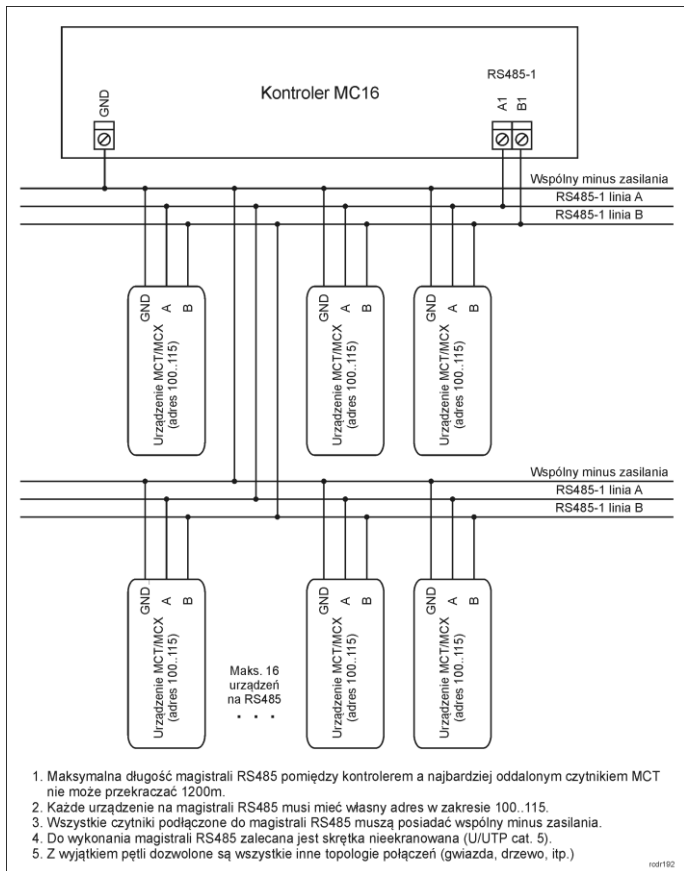 Kontroler MC16
RS485-1
GND
A1
B1
Wspólny minus zasilania
RS485-1 linia A
RS485-1 linia B
GND
A
B
Urządzenie MCT/MCX
(adres 100..115)
GND
A
B
Urządzenie MCT/MCX
(adres 100..115)
GND
A
B
Urządzenie MCT/MCX
(adres 100..115)
Wspólny minus zasilania
RS485-1 linia A
RS485-1 linia B
GND
A
B
Urządzenie MCT/MCX
(adres 100..115)
Maks. 16
urządzeń
na RS485
. . .
GND
A
B
Urządzenie MCT/MCX
(adres 100..115)
GND
A
B
Urządzenie MCT/MCX
(adres 100..115)
1. Maksymalna długość magistrali RS485 pomiędzy kontrolerem a najbardziej oddalonym czytnikiem MCT
nie może przekraczać 1200m.
2. Każde urządzenie na magistrali RS485 musi mieć własny adres w zakresie 100..115.
3. Wszystkie czytniki podłączone do magistrali RS485 muszą posiadać wspólny minus zasilania.
4. Do wykonania magistrali RS485 zalecana jest skrętka nieekranowana (U/UTP cat. 5).
5. Z wyjątkiem pętli dozwolone są wszystkie inne topologie połączeń (gwiazda, drzewo, itp.)
rcdr192